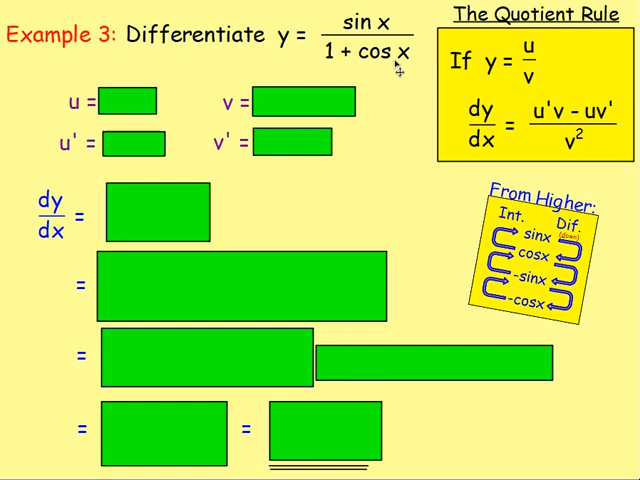 The Quotient Rule
Example 3: Differentiate y = sin x / 1 + cos x
If y = u / v
dy/dx = u'v - uv' / v²
u =
v =
u' =
v' =
dy/dx =
=
=
= =
From Higher:
Int. Dif.
(down)
sinx
cosx
-sinx
-cosx